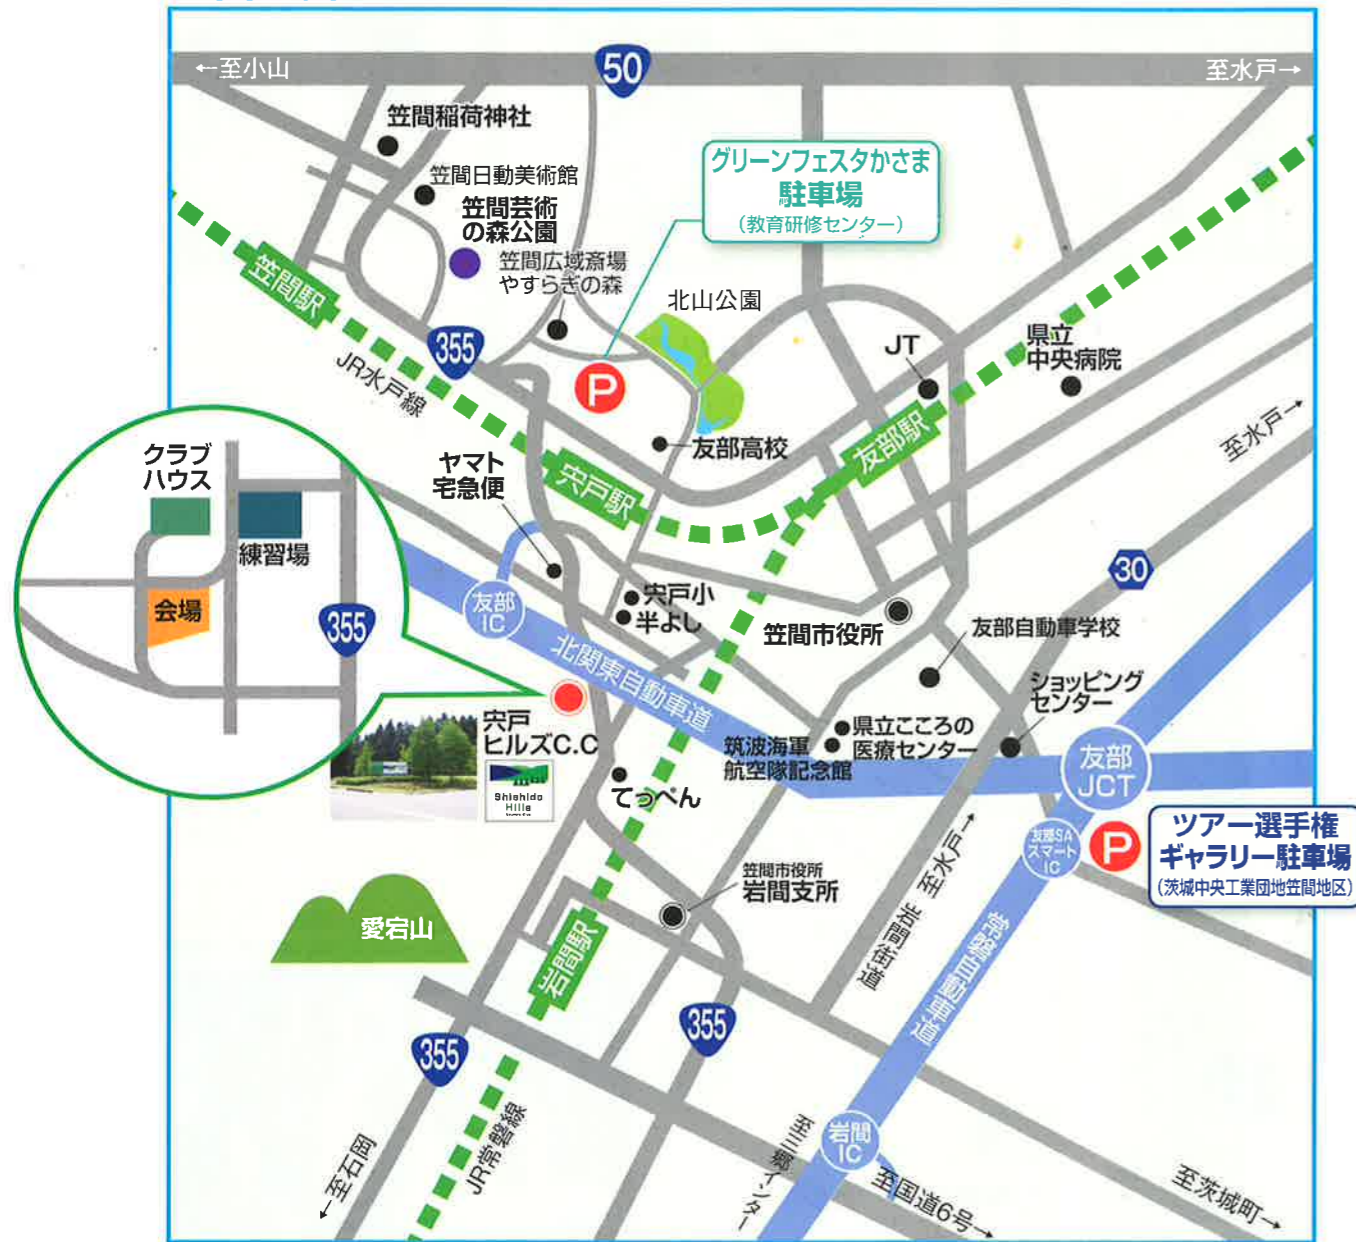 ←至小山
50
至水戸→
笠間稲荷神社
笠間日動美術館
笠間芸術
の森公園
笠間広域斎場
やすらぎの森
グリーンフェスタかさま
駐車場
(教育研修センター)
北山公園
笠間駅
355
JR水戸線
P
JT
県立
中央病院
至水戸→
友部高校
友部駅
ヤマト
宅急便
宍戸駅
クラブ
ハウス
練習場
会場
355
友部
IC
宍戸小
半よし
笠間市役所
30
友部自動車学校
北関東自動車道
ショッピング
センター
宍戸
ヒルズC.C
Shishido
Hills
県立こころの
医療センター
筑波海軍
航空隊記念館
てっぺん
友部
JCT
友部SA
スマート
IC
P
ツアー選手権
ギャラリー駐車場
(茨城中央工業団地笠間地区)
至水戸→
笠間市役所
岩間支所
愛宕山
岩間駅
間街道
常磐自動車道
355
355
JR常磐線
←至石岡
至三郷インター
岩間
IC
至国道6号→
至茨城町→